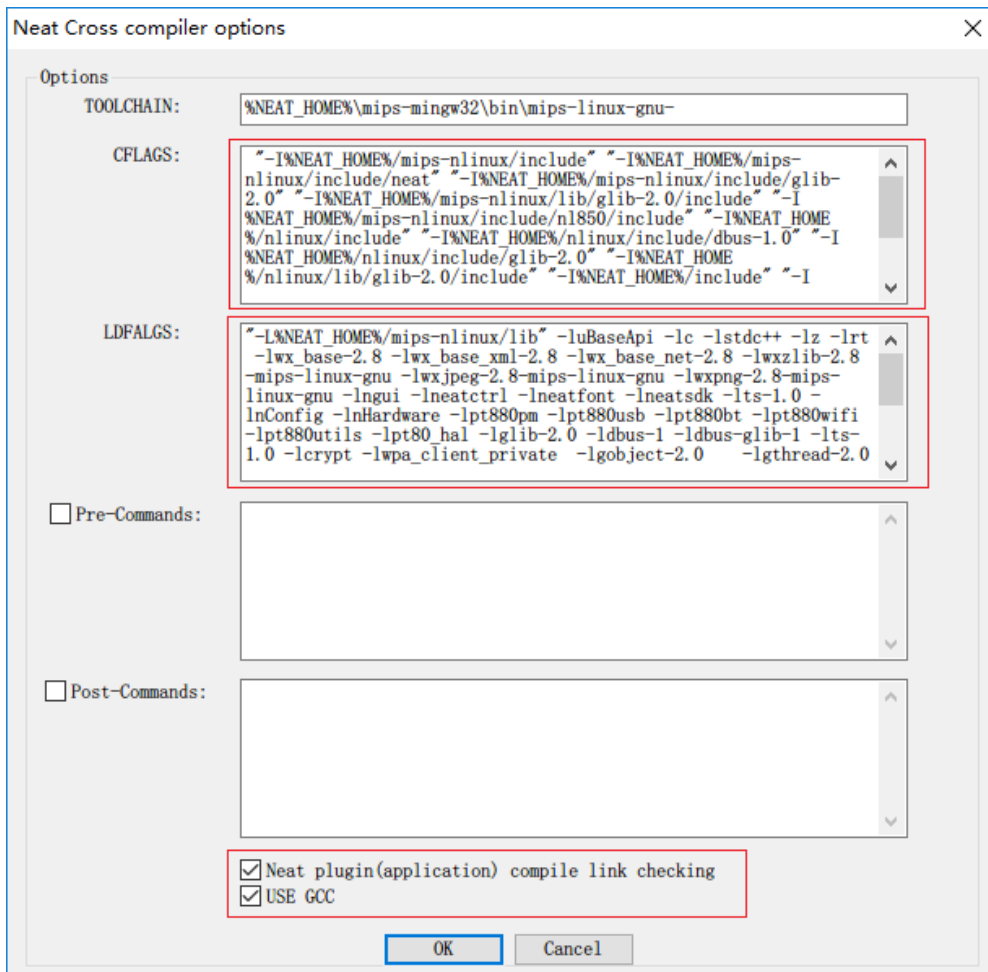 Neat Cross compiler options
Options
TOOLCHAIN:
%NEAT_HOME%\mips-mingw32\bin\mips-linux-gnu-
CFLAGS:
"-I%NEAT_HOME%/mips-nlinux/include" "-I%NEAT_HOME%/mips-
nlinux/include/neat" "-I%NEAT_HOME%/mips-nlinux/include/glib-
2.0" "-I%NEAT_HOME%/mips-nlinux/lib/glib-2.0/include" "-I
%NEAT_HOME%/mips-nlinux/include/nl850/include" "-I%NEAT_HOME
%/nlinux/include" "-I%NEAT_HOME%/nlinux/include/dbus-1.0" "-I
%NEAT_HOME%/nlinux/include/glib-2.0" "-I%NEAT_HOME
%/nlinux/lib/glib-2.0/include" "-I%NEAT_HOME%/include" "-I
LDFALGS:
"-L%NEAT_HOME%/mips-nlinux/lib" -luBaseApi -lc -lstdc++ -lz -lrt
-lwx_base-2.8 -lwx_base_xml-2.8 -lwx_base_net-2.8 -lwxzlib-2.8
-mips-linux-gnu -lwxjpeg-2.8-mips-linux-gnu -lwxpng-2.8-mips-
linux-gnu -lngui -lneatctrl -lneatfont -lneatsdk -lts-1.0 -
lnConfig -lnHardware -lpt880pm -lpt880usb -lpt880bt -lpt880wifi
-lpt880utils -lpt80_hal -lglib-2.0 -ldbus-1 -ldbus-glib-1 -lts-
1.0 -lcrypt -lwpa_client_private  -lgobject-2.0    -lgthread-2.0
Pre-Commands:
Post-Commands:
Neat plugin(application) compile link checking
USE GCC
OK
Cancel